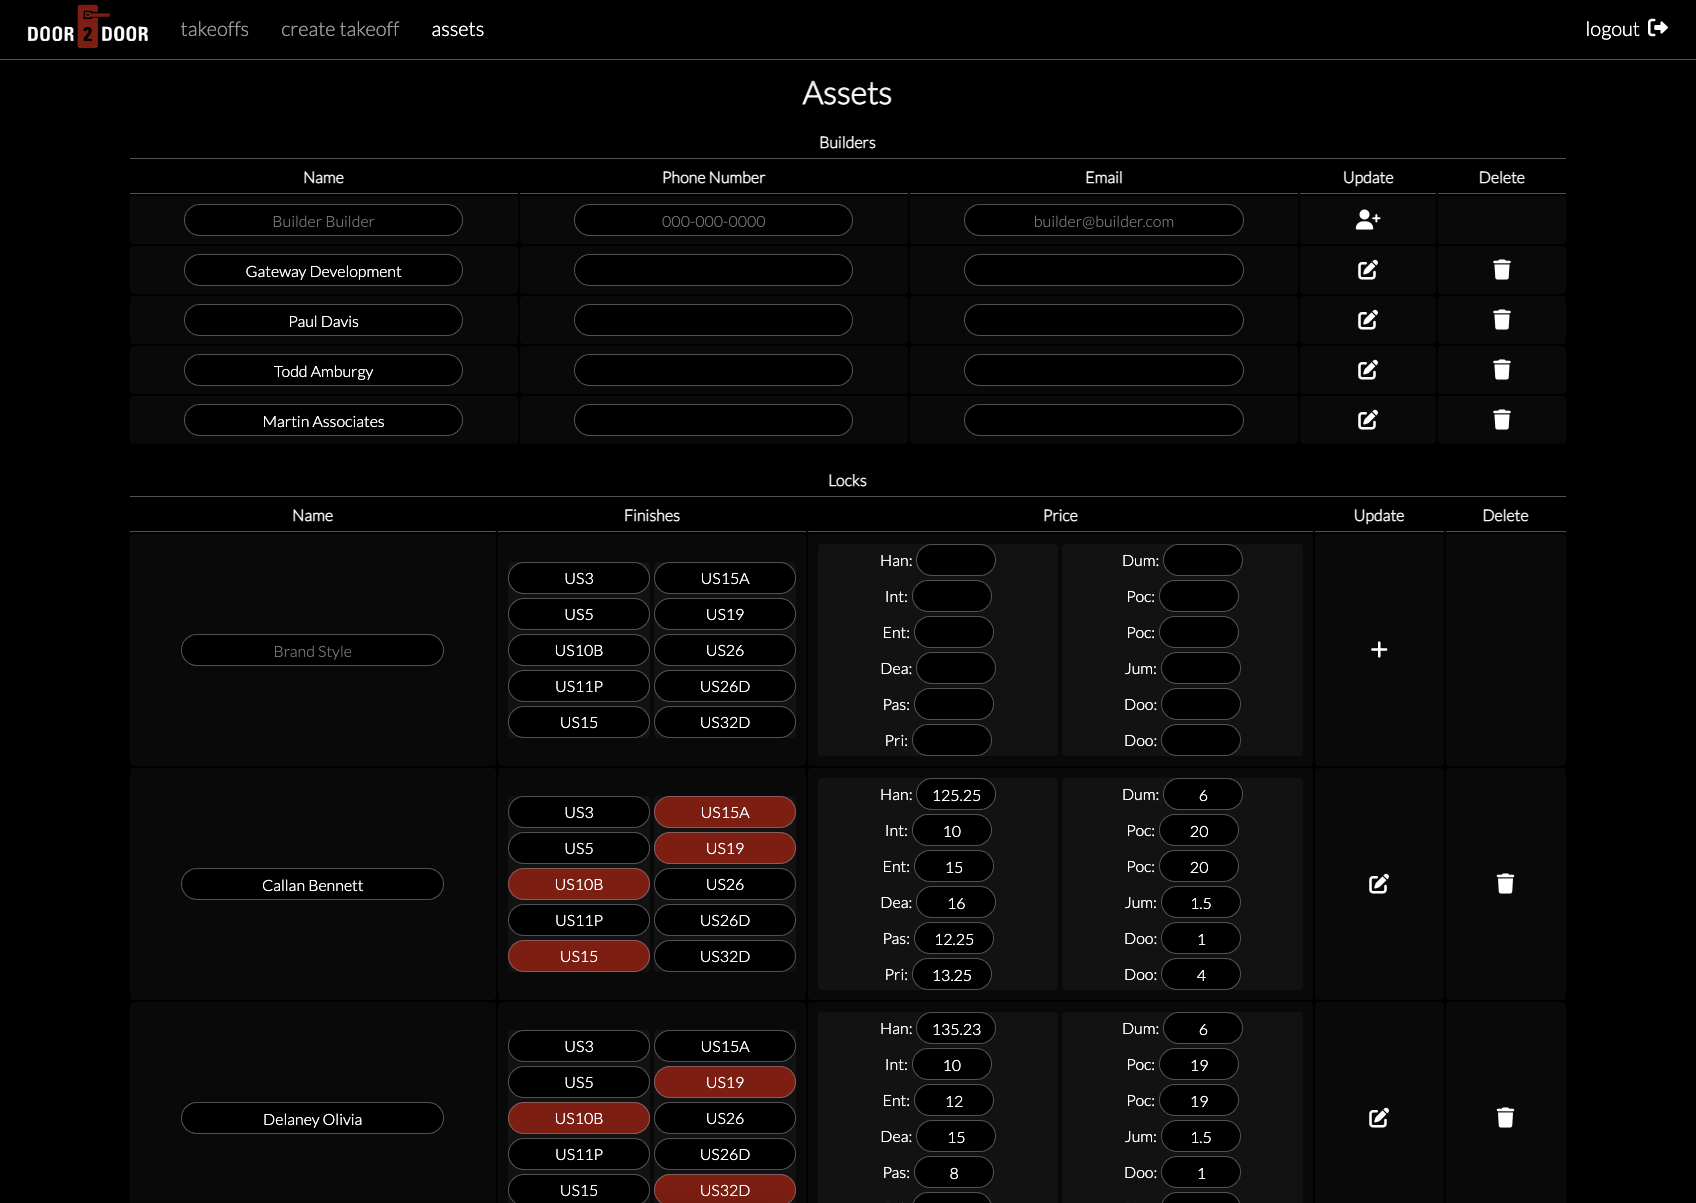 DOOR 2 DOOR takeoffs create takeoff assets logout
Assets
Builders
Name Phone Number Email Update Delete
Builder Builder 000-000-0000 builder@builder.com
Gateway Development
Paul Davis
Todd Amburgy
Martin Associates
Locks
Name Finishes Price Update Delete
Brand Style
US3 US15A
US5 US19
US10B US26
US11P US26D
US15 US32D
Han: Dum:
Int: Poc:
Ent: Poc:
Dea: Jum:
Pas: Doo:
Pri: Doo:
Callan Bennett
US3 US15A
US5 US19
US10B US26
US11P US26D
US15 US32D
Han: 125.25 Dum: 6
Int: 10 Poc: 20
Ent: 15 Poc: 20
Dea: 16 Jum: 1.5
Pas: 12.25 Doo: 1
Pri: 13.25 Doo: 4
Delaney Olivia
US3 US15A
US5 US19
US10B US26
US11P US26D
US15 US32D
Han: 135.23 Dum: 6
Int: 10 Poc: 19
Ent: 12 Poc: 19
Dea: 15 Jum: 1.5
Pas: 8 Doo: 1